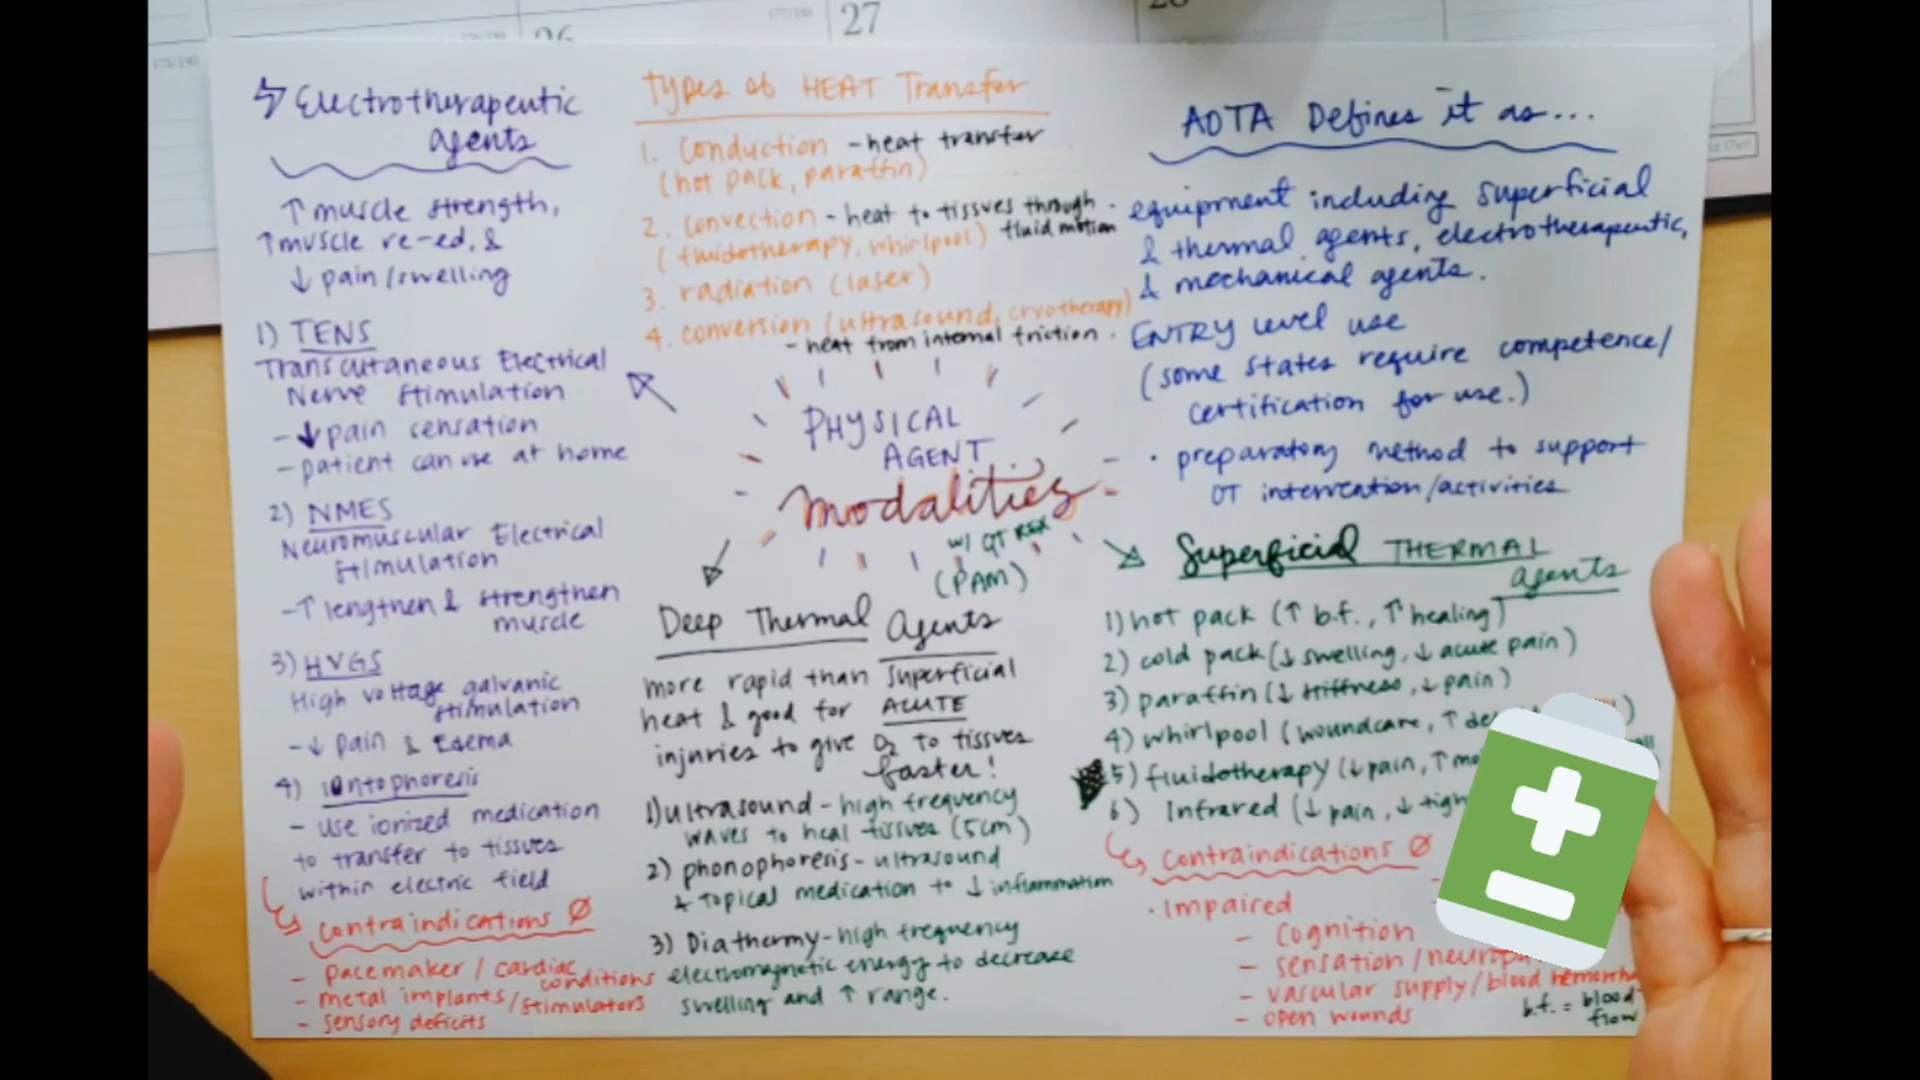 26
27
28
177/188
175/190
⚡ Electrotherapeutic
agents
↑ muscle strength,
↑ muscle re-ed, &
↓ pain/swelling
1) TENS
Transcutaneous Electrical
Nerve Stimulation
- ↓ pain sensation
- patient can use at home
2) NMES
Neuromuscular Electrical
Stimulation
- ↑ lengthen & strengthen
muscle
3) HVGS
High voltage galvanic
stimulation
- ↓ pain & Edema
4) iontophoresis
- use ionized medication
to transfer to tissues
within electric field
contraindications Ø
- pacemaker / cardiac
conditions
- metal implants / stimulators
- sensory deficits
Types of HEAT Transfer
1. Conduction - heat transfer
(hot pack, paraffin)
2. convection - heat to tissues through
fluid motion
(fluidotherapy, whirlpool)
3. radiation (laser)
4. conversion (ultrasound, cryotherapy)
- heat from internal friction.
PHYSICAL
AGENT
modalities
w/ OT REX
(PAM)
Deep Thermal Agents
more rapid than superficial
heat & good for ACUTE
injuries to give O2 to tissues
faster!
1) ultrasound - high frequency
waves to heal tissues (5cm)
2) phonophoresis - ultrasound
& topical medication to ↓ inflammation
3) Diathermy - high frequency
electromagnetic energy to decrease
swelling and ↑ range.
AOTA Defines it as...
equipment including superficial
& thermal agents, electrotherapeutic,
& mechanical agents.
ENTRY level use
(some states require competence/
certification for use.)
· preparatory method to support
OT intervention/activities
Superficial THERMAL
agents
1) hot pack (↑ b.f., ↑ healing)
2) cold pack (↓ swelling, ↓ acute pain)
3) paraffin (↓ stiffness, ↓ pain)
4) whirlpool (woundcare, ↑
5) fluidotherapy (↓ pain, ↑
6) Infrared (↓ pain, ↓
contraindications Ø
· Impaired
- Cognition
- sensation /
- vascular supply / blood
- open wounds
b.f. = blood
flow